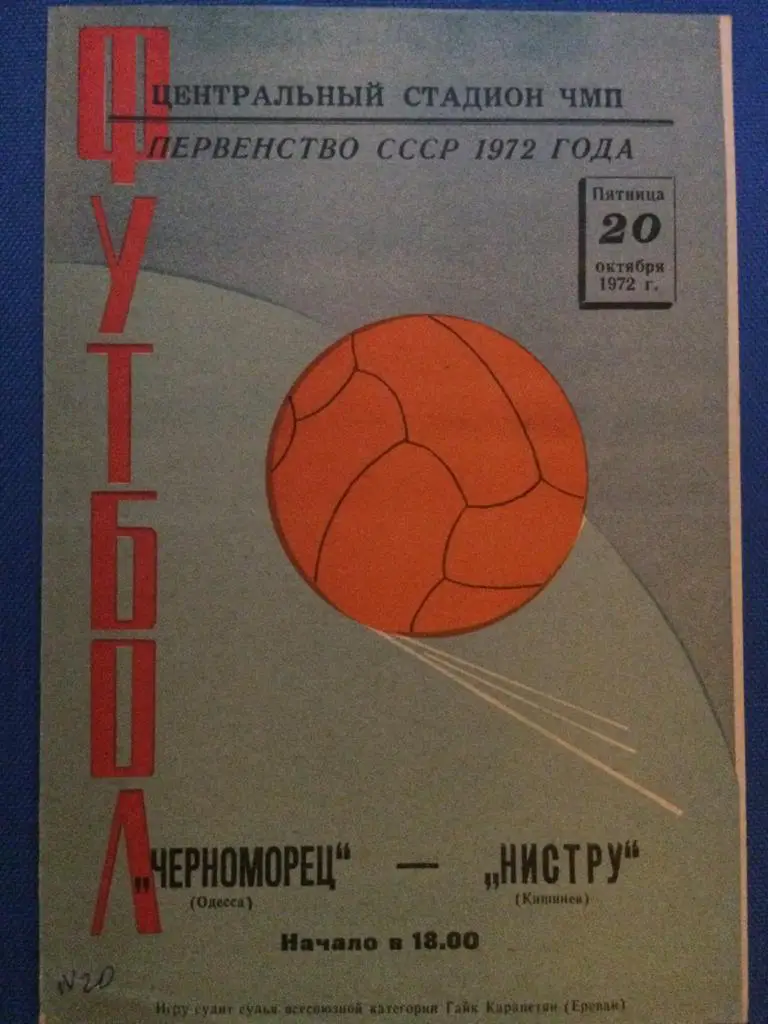 ФУТБОЛ
ЦЕНТРАЛЬНЫЙ СТАДИОН ЧМП
ПЕРВЕНСТВО СССР 1972 ГОДА
Пятница
20
октября
1972 г.
„ЧЕРНОМОРЕЦ“ — „НИСТРУ“
(Одесса) (Кишинев)
Начало в 18.00
N 20
Игру судит судья всесоюзной категории Гайк Карапетян (Ереван)